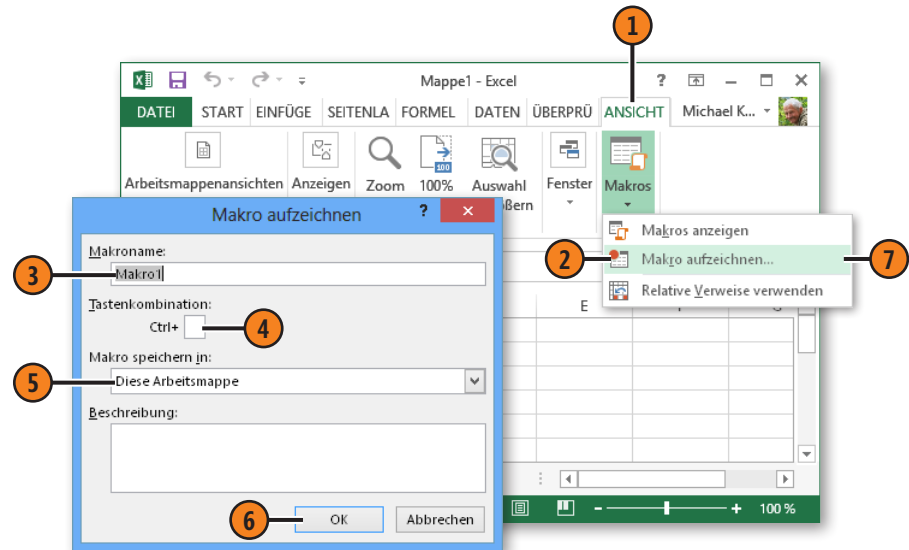 1
Mappe1 - Excel
?
DATEI START EINFÜGE SEITENLA FORMEL DATEN ÜBERPRÜ ANSICHT Michael K...
100
Arbeitsmappenansichten Anzeigen Zoom 100% Auswahl Fenster Makros
ßern
Makro aufzeichnen ?
Makros anzeigen
2 Makro aufzeichnen... 7
Relative Verweise verwenden
Makroname:
3 Makro1
Tastenkombination:
Ctrl+ 4
Makro speichern in:
5 Diese Arbeitsmappe
Beschreibung:
6 OK Abbrechen
E
100 %